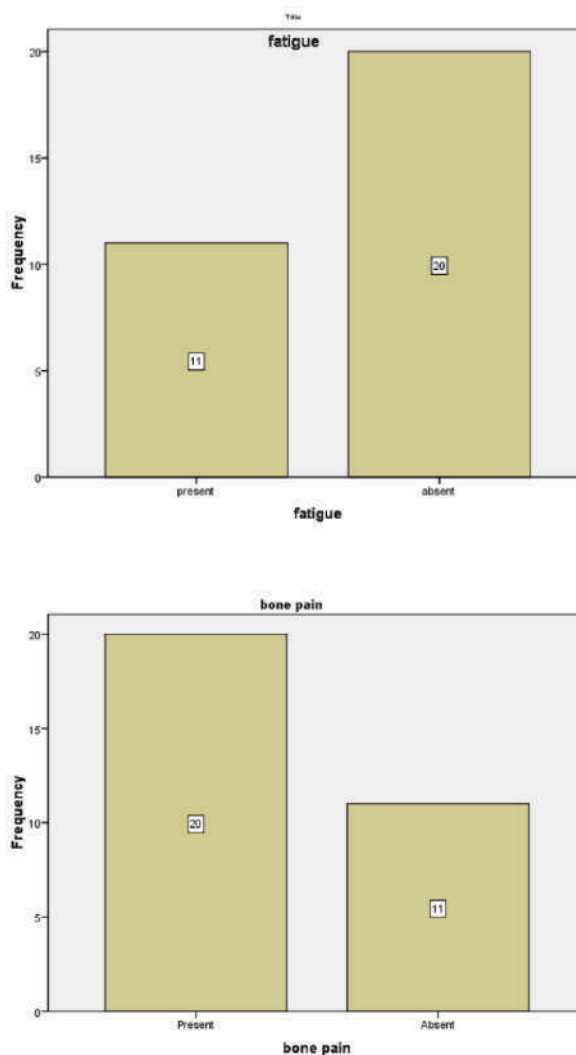 Title
fatigue
20
15
10
5
0
Frequency
11
20
present
absent
fatigue
bone pain
20
15
10
5
0
Frequency
20
11
Present
Absent
bone pain